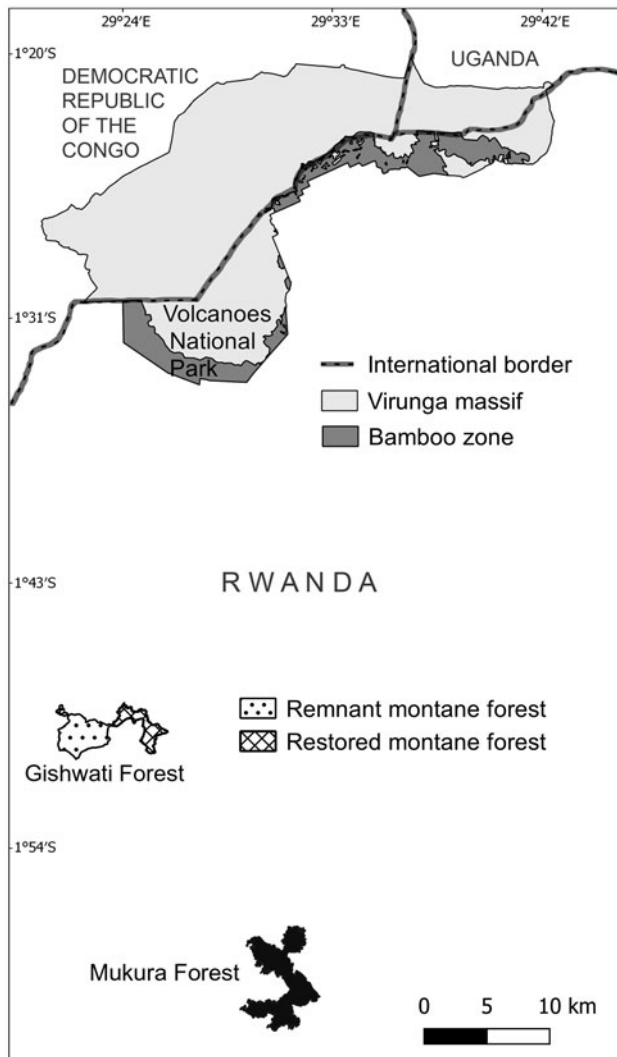 29°24′E 29°33′E 29°42′E
1°20′S
UGANDA
DEMOCRATIC
REPUBLIC
OF THE
CONGO
1°31′S
Volcanoes
National
Park
International border
Virunga massif
Bamboo zone
1°43′S
RWANDA
Remnant montane forest
Restored montane forest
Gishwati Forest
1°54′S
Mukura Forest
0 5 10 km